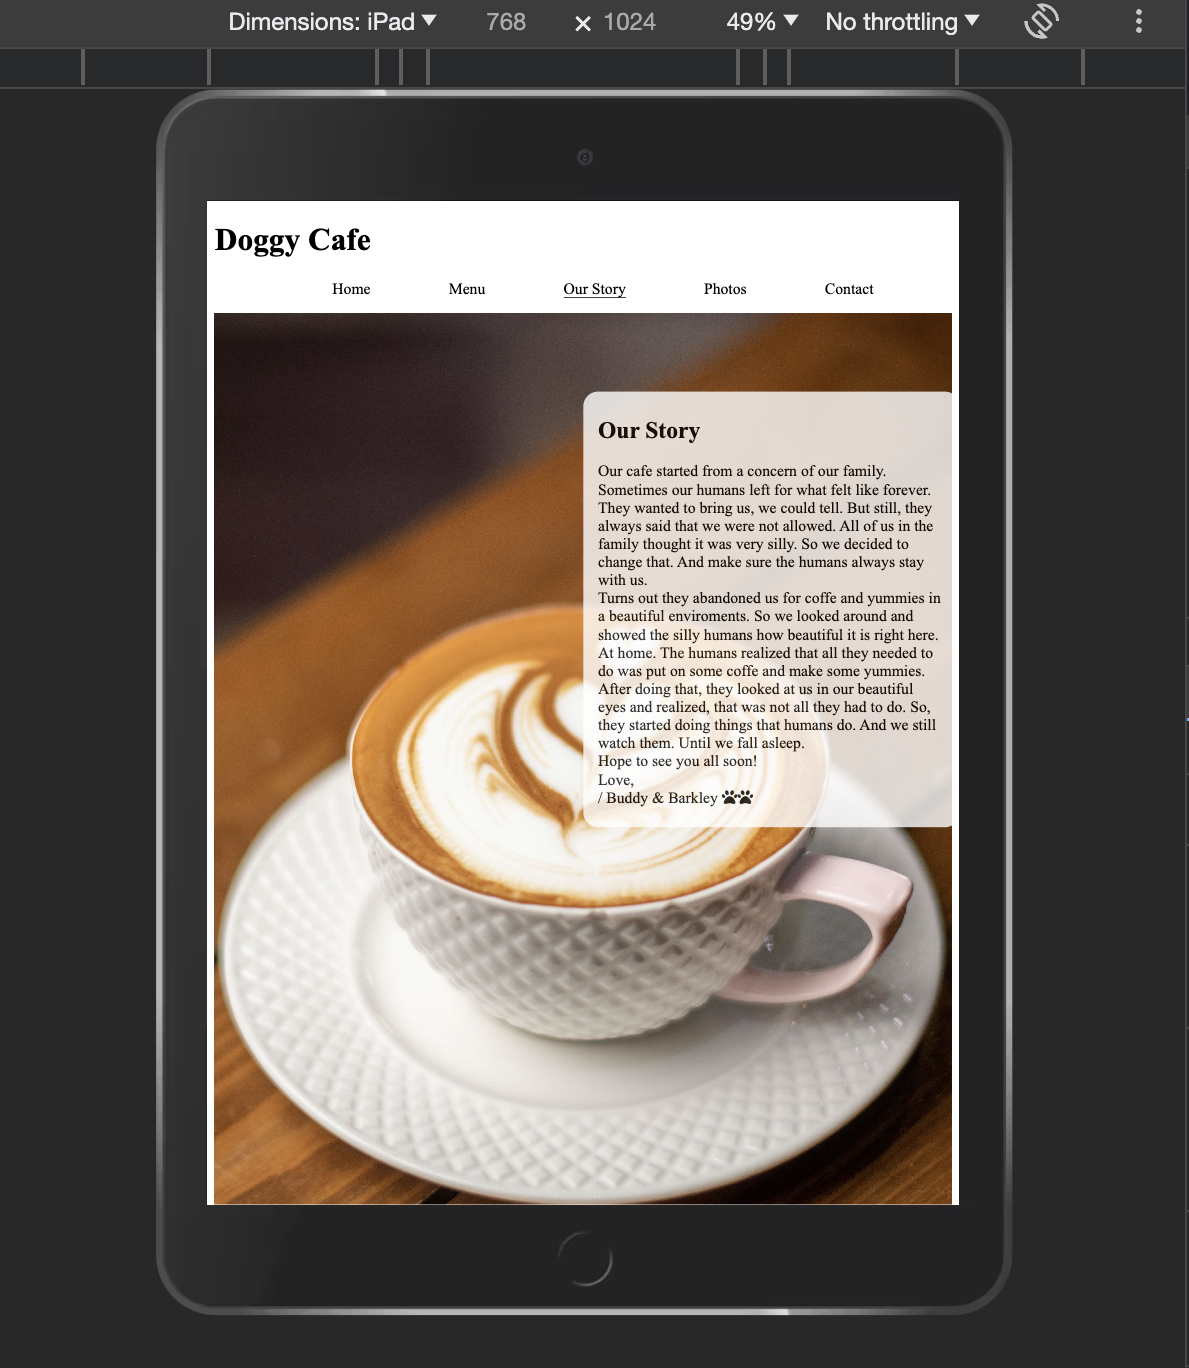 Dimensions: iPad 768 × 1024 49% No throttling
Doggy Cafe
Home Menu Our Story Photos Contact
Our Story
Our cafe started from a concern of our family.
Sometimes our humans left for what felt like forever.
They wanted to bring us, we could tell. But still, they
always said that we were not allowed. All of us in the
family thought it was very silly. So we decided to
change that. And make sure the humans always stay
with us.
Turns out they abandoned us for coffe and yummies in
a beautiful enviroments. So we looked around and
showed the silly humans how beautiful it is right here.
At home. The humans realized that all they needed to
do was put on some coffe and make some yummies.
After doing that, they looked at us in our beautiful
eyes and realized, that was not all they had to do. So,
they started doing things that humans do. And we still
watch them. Until we fall asleep.
Hope to see you all soon!
Love,
/ Buddy & Barkley 🐾🐾